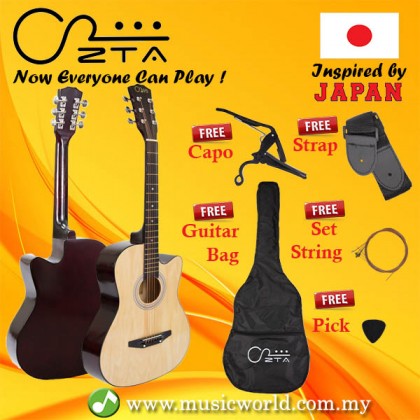 ZTA
Now Everyone Can Play !
Inspired by
JAPAN
FREE
Capo
FREE
Strap
FREE
Guitar
Bag
FREE
Set
String
FREE
Pick
ZTA
www.musicworld.com.my